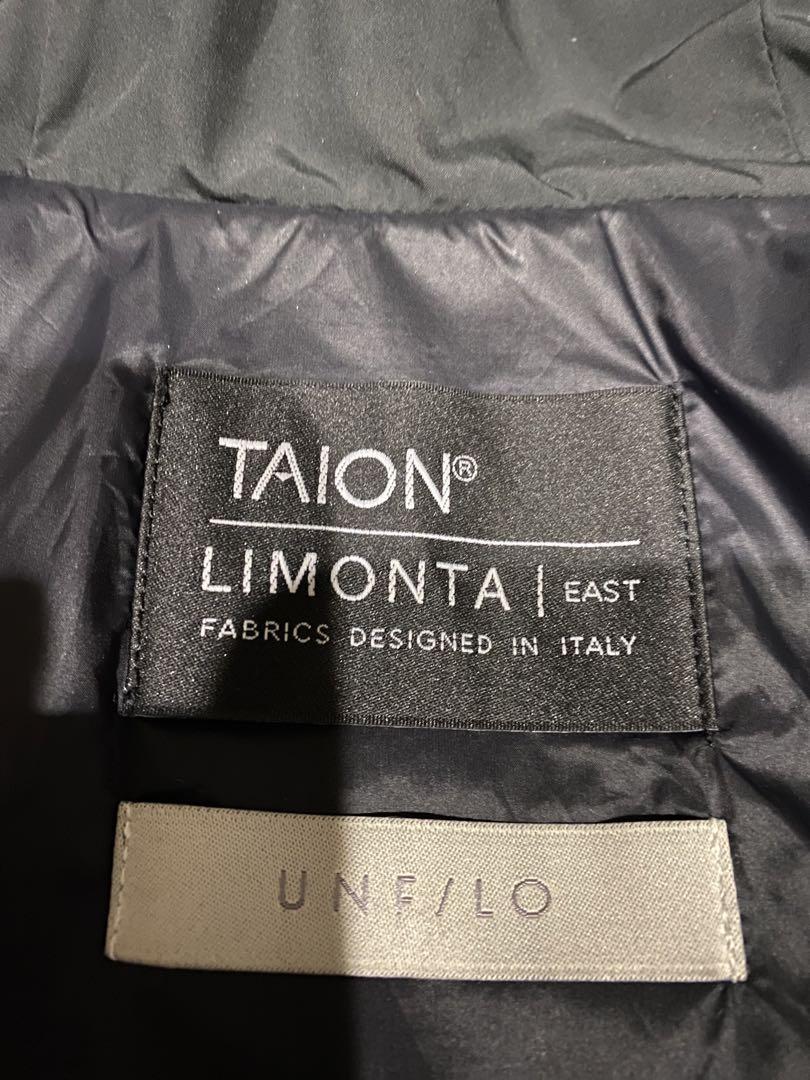 TAION®
LIMONTA | EAST
FABRICS DESIGNED IN ITALY
UNF/LO